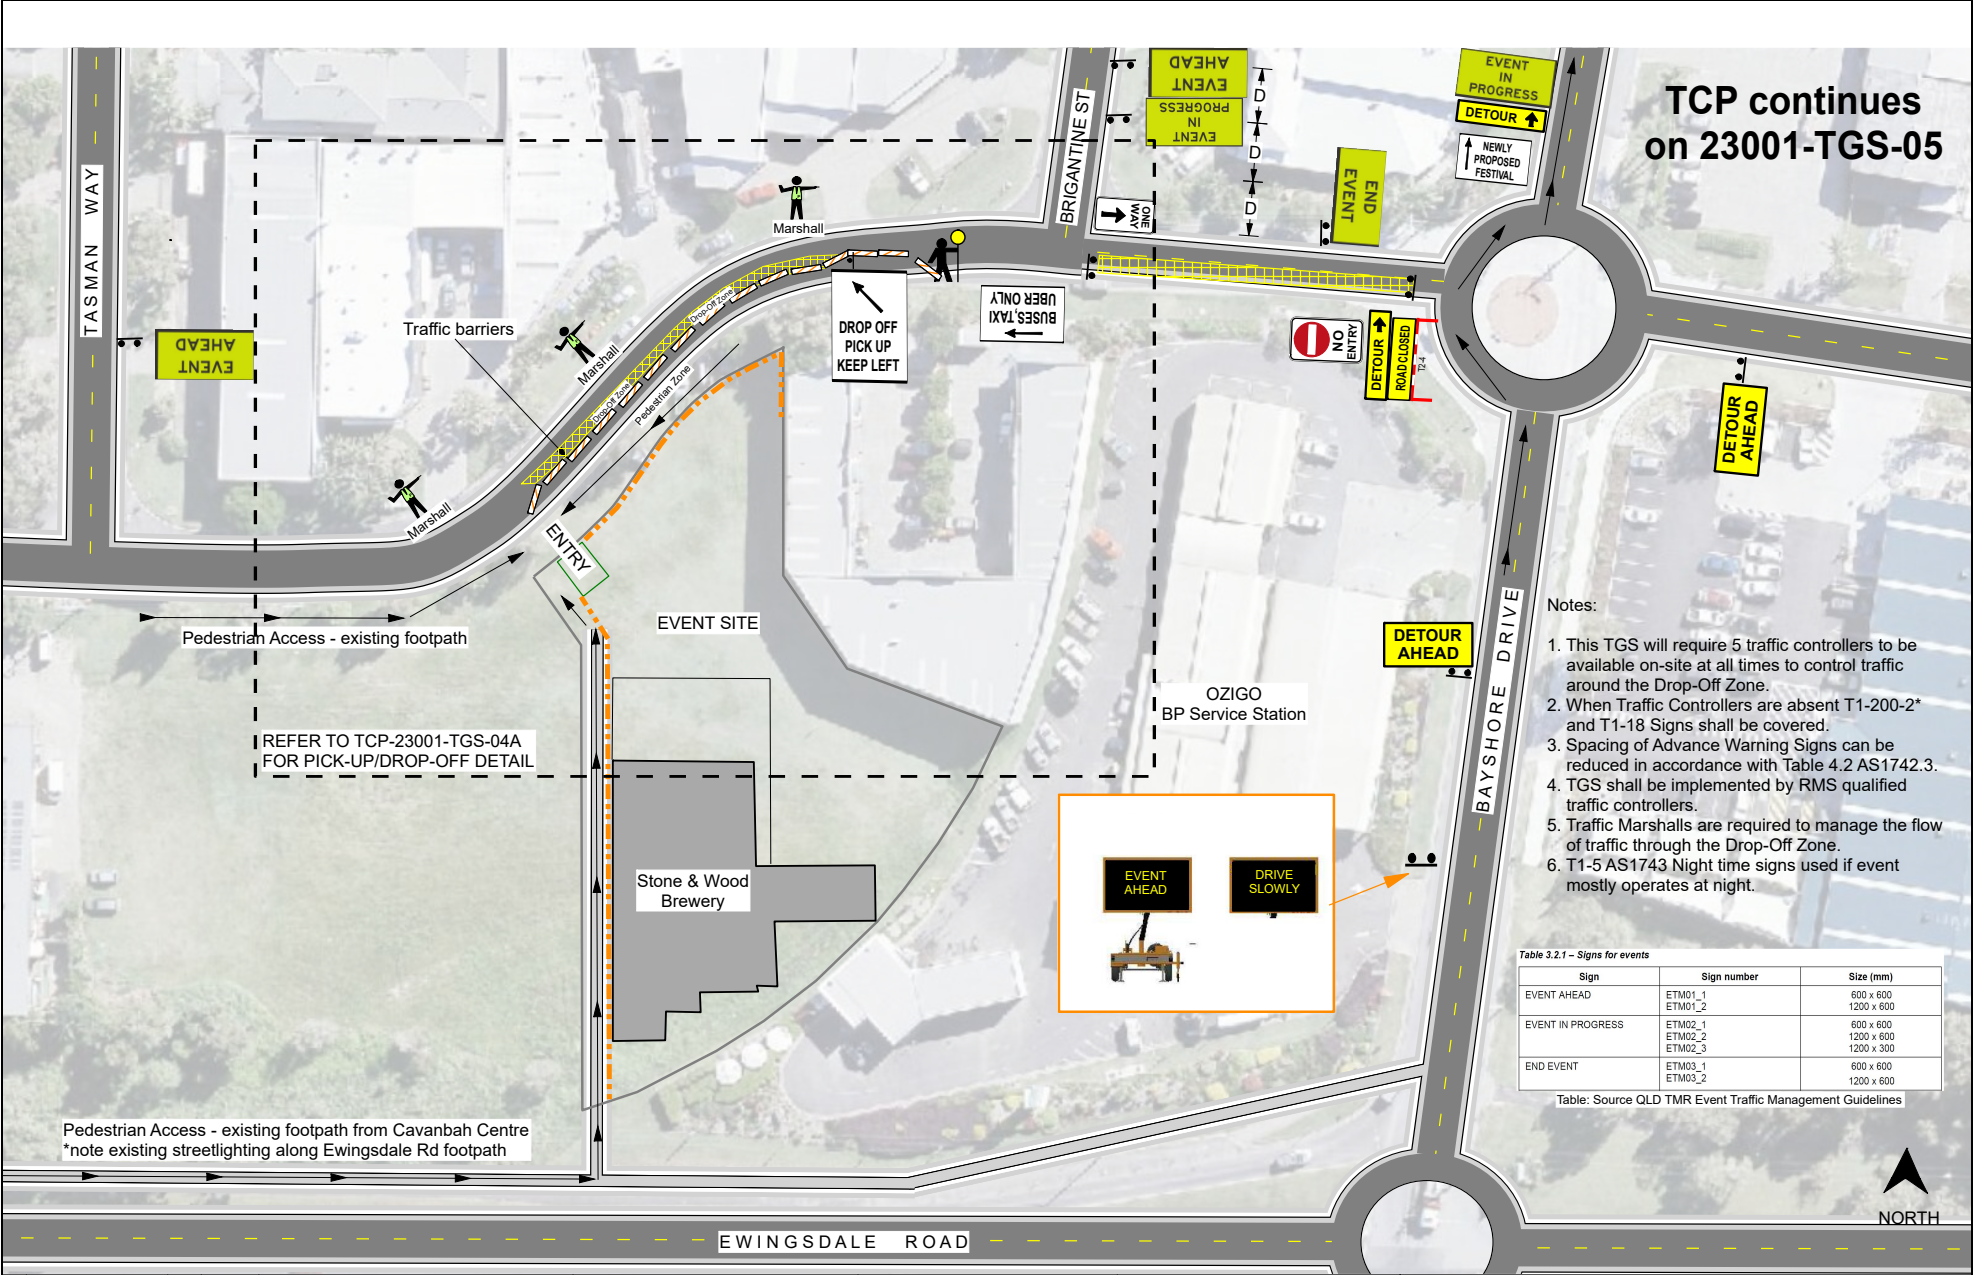 TCP continues
on 23001-TGS-05
EVENT
AHEAD
EVENT
IN
PROGRESS
D
D
D
EVENT
IN
PROGRESS
DETOUR
NEWLY
PROPOSED
FESTIVAL
END
EVENT
BRIGANTINE ST
ONE
WAY
TASMAN WAY
EVENT
AHEAD
Marshall
Marshall
Marshall
Traffic barriers
Drop-Off Zone
Drop-Off Zone
Pedestrian Zone
DROP OFF
PICK UP
KEEP LEFT
BUSES,TAXI
UBER ONLY
NO
ENTRY
DETOUR
ROAD CLOSED
T2-4
DETOUR
AHEAD
ENTRY
EVENT SITE
Pedestrian Access - existing footpath
DETOUR
AHEAD
OZIGO
BP Service Station
REFER TO TCP-23001-TGS-04A
FOR PICK-UP/DROP-OFF DETAIL
BAYSHORE DRIVE
Notes:
1. This TGS will require 5 traffic controllers to be
available on-site at all times to control traffic
around the Drop-Off Zone.
2. When Traffic Controllers are absent T1-200-2*
and T1-18 Signs shall be covered.
3. Spacing of Advance Warning Signs can be
reduced in accordance with Table 4.2 AS1742.3.
4. TGS shall be implemented by RMS qualified
traffic controllers.
5. Traffic Marshalls are required to manage the flow
of traffic through the Drop-Off Zone.
6. T1-5 AS1743 Night time signs used if event
mostly operates at night.
Stone & Wood
Brewery
EVENT
AHEAD
DRIVE
SLOWLY
Table 3.2.1 – Signs for events
Sign Sign number Size (mm)
EVENT AHEAD ETM01_1 600 x 600
ETM01_2 1200 x 600
EVENT IN PROGRESS ETM02_1 600 x 600
ETM02_2 1200 x 600
ETM02_3 1200 x 300
END EVENT ETM03_1 600 x 600
ETM03_2 1200 x 600
Table: Source QLD TMR Event Traffic Management Guidelines
Pedestrian Access - existing footpath from Cavanbah Centre
*note existing streetlighting along Ewingsdale Rd footpath
NORTH
EWINGSDALE ROAD